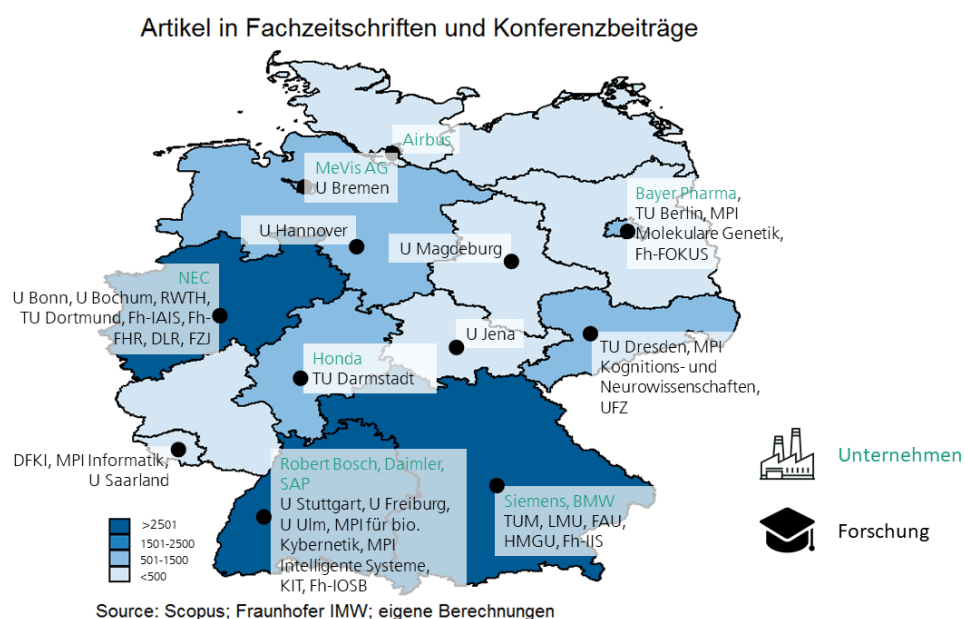 Artikel in Fachzeitschriften und Konferenzbeiträge
Airbus
MeVis AG
U Bremen
Bayer Pharma,
TU Berlin, MPI
Molekulare Genetik,
Fh-FOKUS
U Hannover
U Magdeburg
NEC
U Bonn, U Bochum, RWTH,
TU Dortmund, Fh-IAIS, Fh-
FHR, DLR, FZJ
U Jena
Honda
TU Darmstadt
TU Dresden, MPI
Kognitions- und
Neurowissenschaften,
UFZ
DFKI, MPI Informatik,
U Saarland
Robert Bosch, Daimler,
SAP
U Stuttgart, U Freiburg,
U Ulm, MPI für bio.
Kybernetik, MPI
Intelligente Systeme,
KIT, Fh-IOSB
Siemens, BMW
TUM, LMU, FAU,
HMGU, Fh-IIS
Unternehmen
Forschung
>2501
1501-2500
501-1500
<500
Source: Scopus; Fraunhofer IMW; eigene Berechnungen